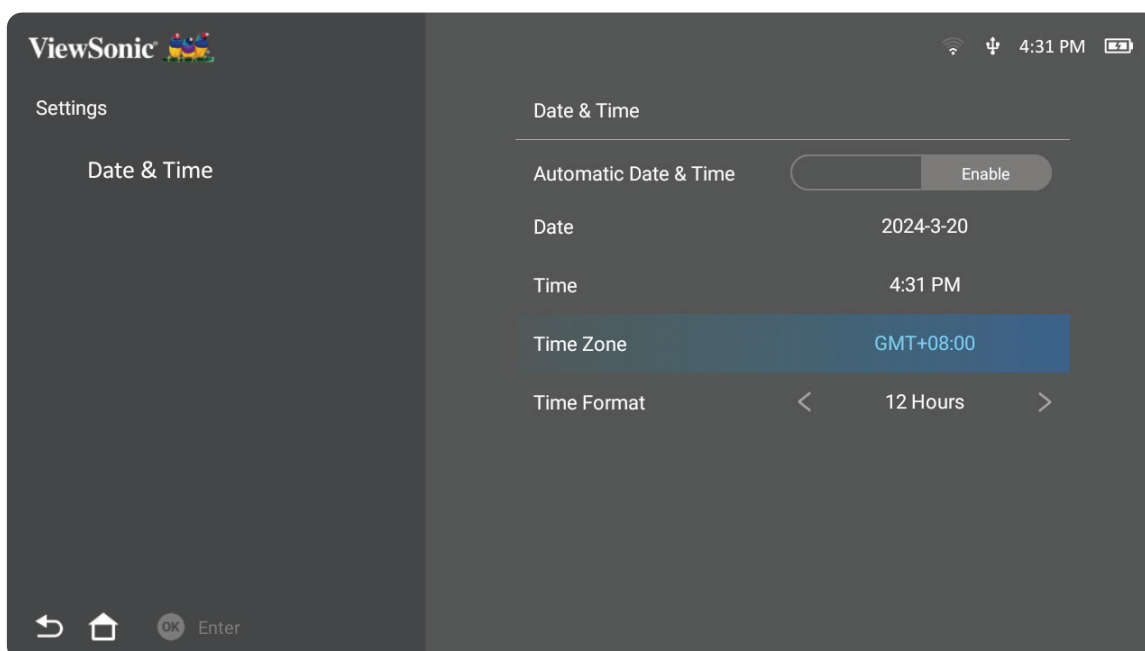 ViewSonic
4:31 PM
Settings
Date & Time
Date & Time
Automatic Date & Time Enable
Date 2024-3-20
Time 4:31 PM
Time Zone GMT+08:00
Time Format < 12 Hours >
OK Enter